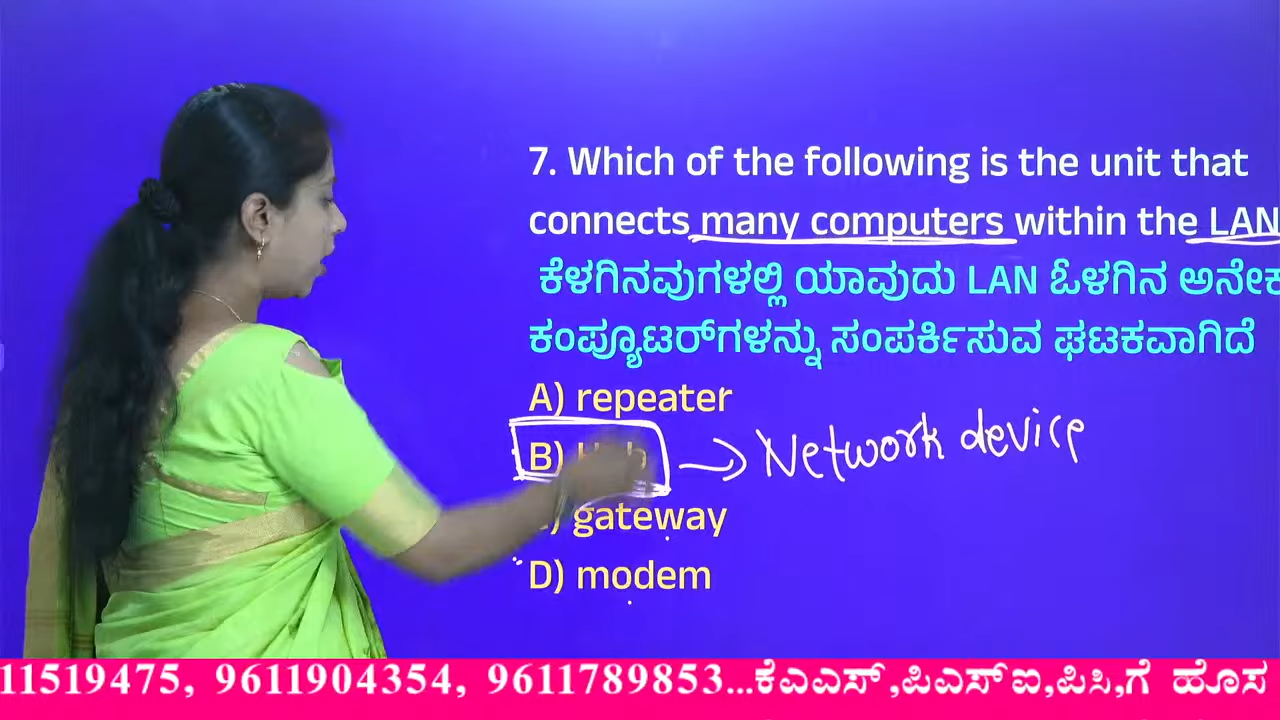 7. Which of the following is the unit that
connects many computers within the LAN
ಕೆಳಗಿನವುಗಳಲ್ಲಿ ಯಾವುದು LAN ಓಳಗಿನ ಅನೇಕ
ಕಂಪ್ಯೂಟರ್‌ಗಳನ್ನು ಸಂಪರ್ಕಿಸುವ ಘಟಕವಾಗಿದೆ
A) repeater
B) Hub → Network device
) gateway
D) modem
11519475, 9611904354, 9611789853...ಕೆಎಎಸ್,ಪಿಎಸ್ಐ,ಪಿಸಿ,ಗೆ ಹೊಸ